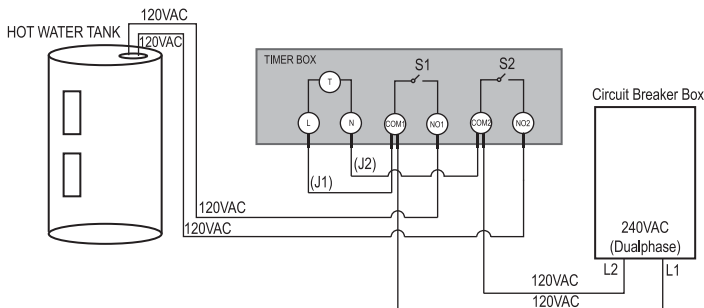 120VAC
HOT WATER TANK
120VAC
TIMER BOX
S1
S2
T
Circuit Breaker Box
L
N
COM1
NO1
COM2
NO2
(J1)
(J2)
120VAC
120VAC
240VAC
(Dualphase)
L2
L1
120VAC
120VAC